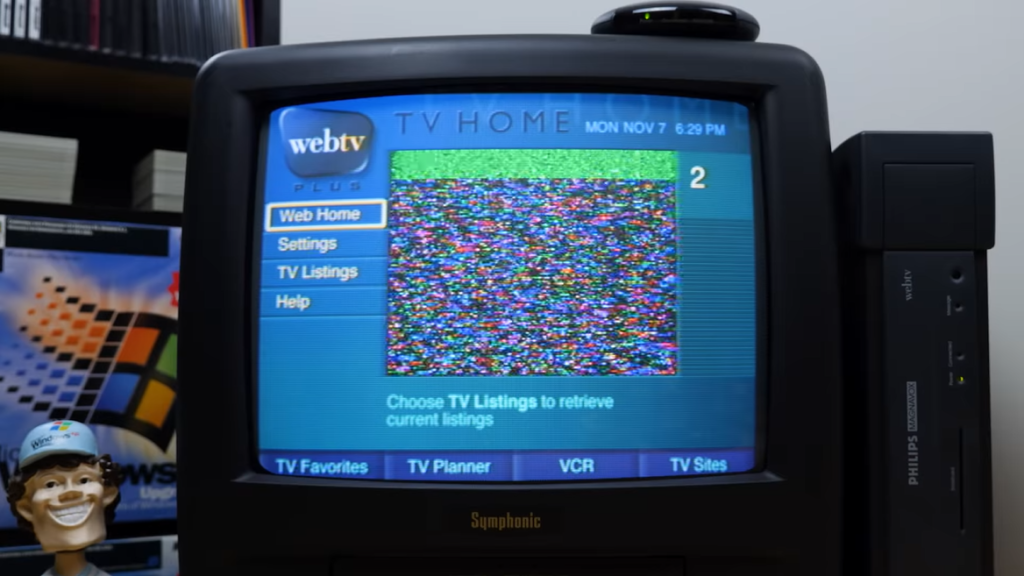 webtv
PLUS
TV HOME
MON NOV 7 6:29 PM
2
Web Home
Settings
TV Listings
Help
Choose TV Listings to retrieve
current listings
TV Favorites
TV Planner
VCR
TV Sites
Symphonic
webtv
PHILIPS MAGNAVOX
Windows